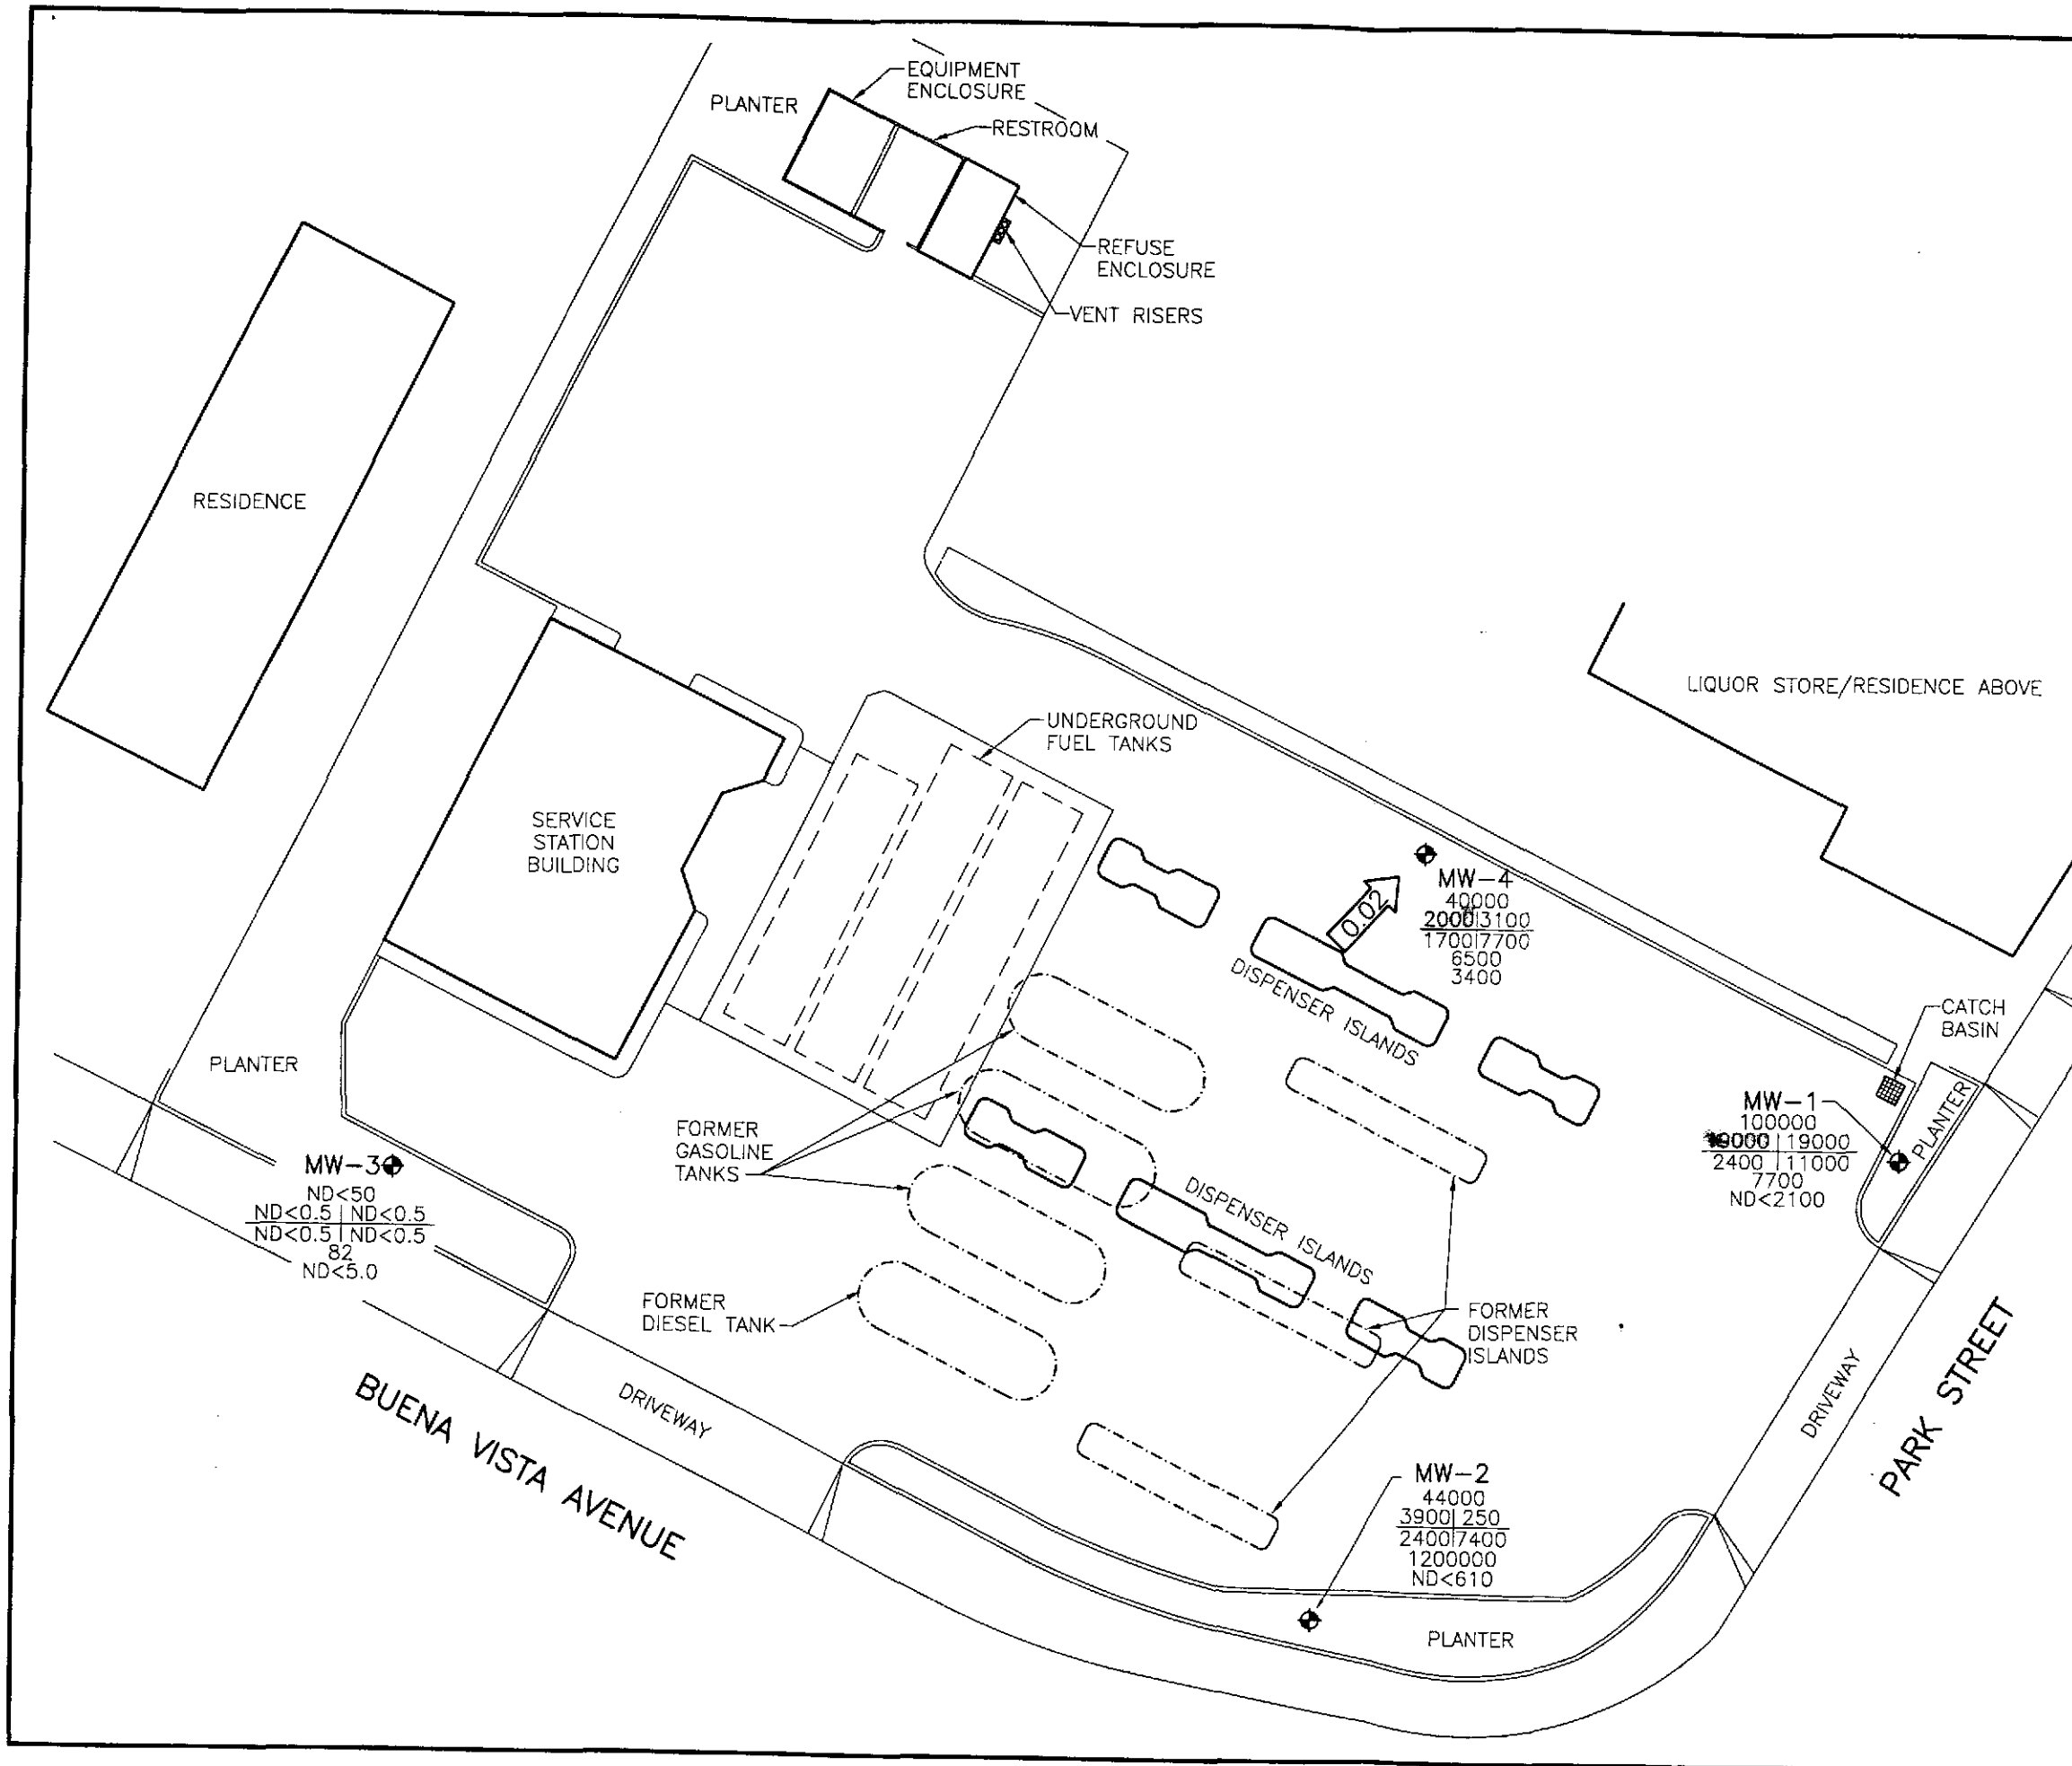 EQUIPMENT
ENCLOSURE
PLANTER
RESTROOM
REFUSE
ENCLOSURE
VENT RISERS
RESIDENCE
LIQUOR STORE/RESIDENCE ABOVE
UNDERGROUND
FUEL TANKS
SERVICE
STATION
BUILDING
MW-4
40000
2000|3100
1700|7700
6500
3400
0.02
DISPENSER ISLANDS
CATCH
BASIN
PLANTER
MW-1
100000
|19000
2400|11000
7700
ND<2100
PLANTER
FORMER
GASOLINE
TANKS
MW-3
ND<50
ND<0.5|ND<0.5
ND<0.5|ND<0.5
82
ND<5.0
DISPENSER ISLANDS
FORMER
DIESEL TANK
FORMER
DISPENSER
ISLANDS
DRIVEWAY
DRIVEWAY
BUENA VISTA AVENUE
PARK STREET
MW-2
44000
3900|250
2400|7400
1200000
ND<610
PLANTER